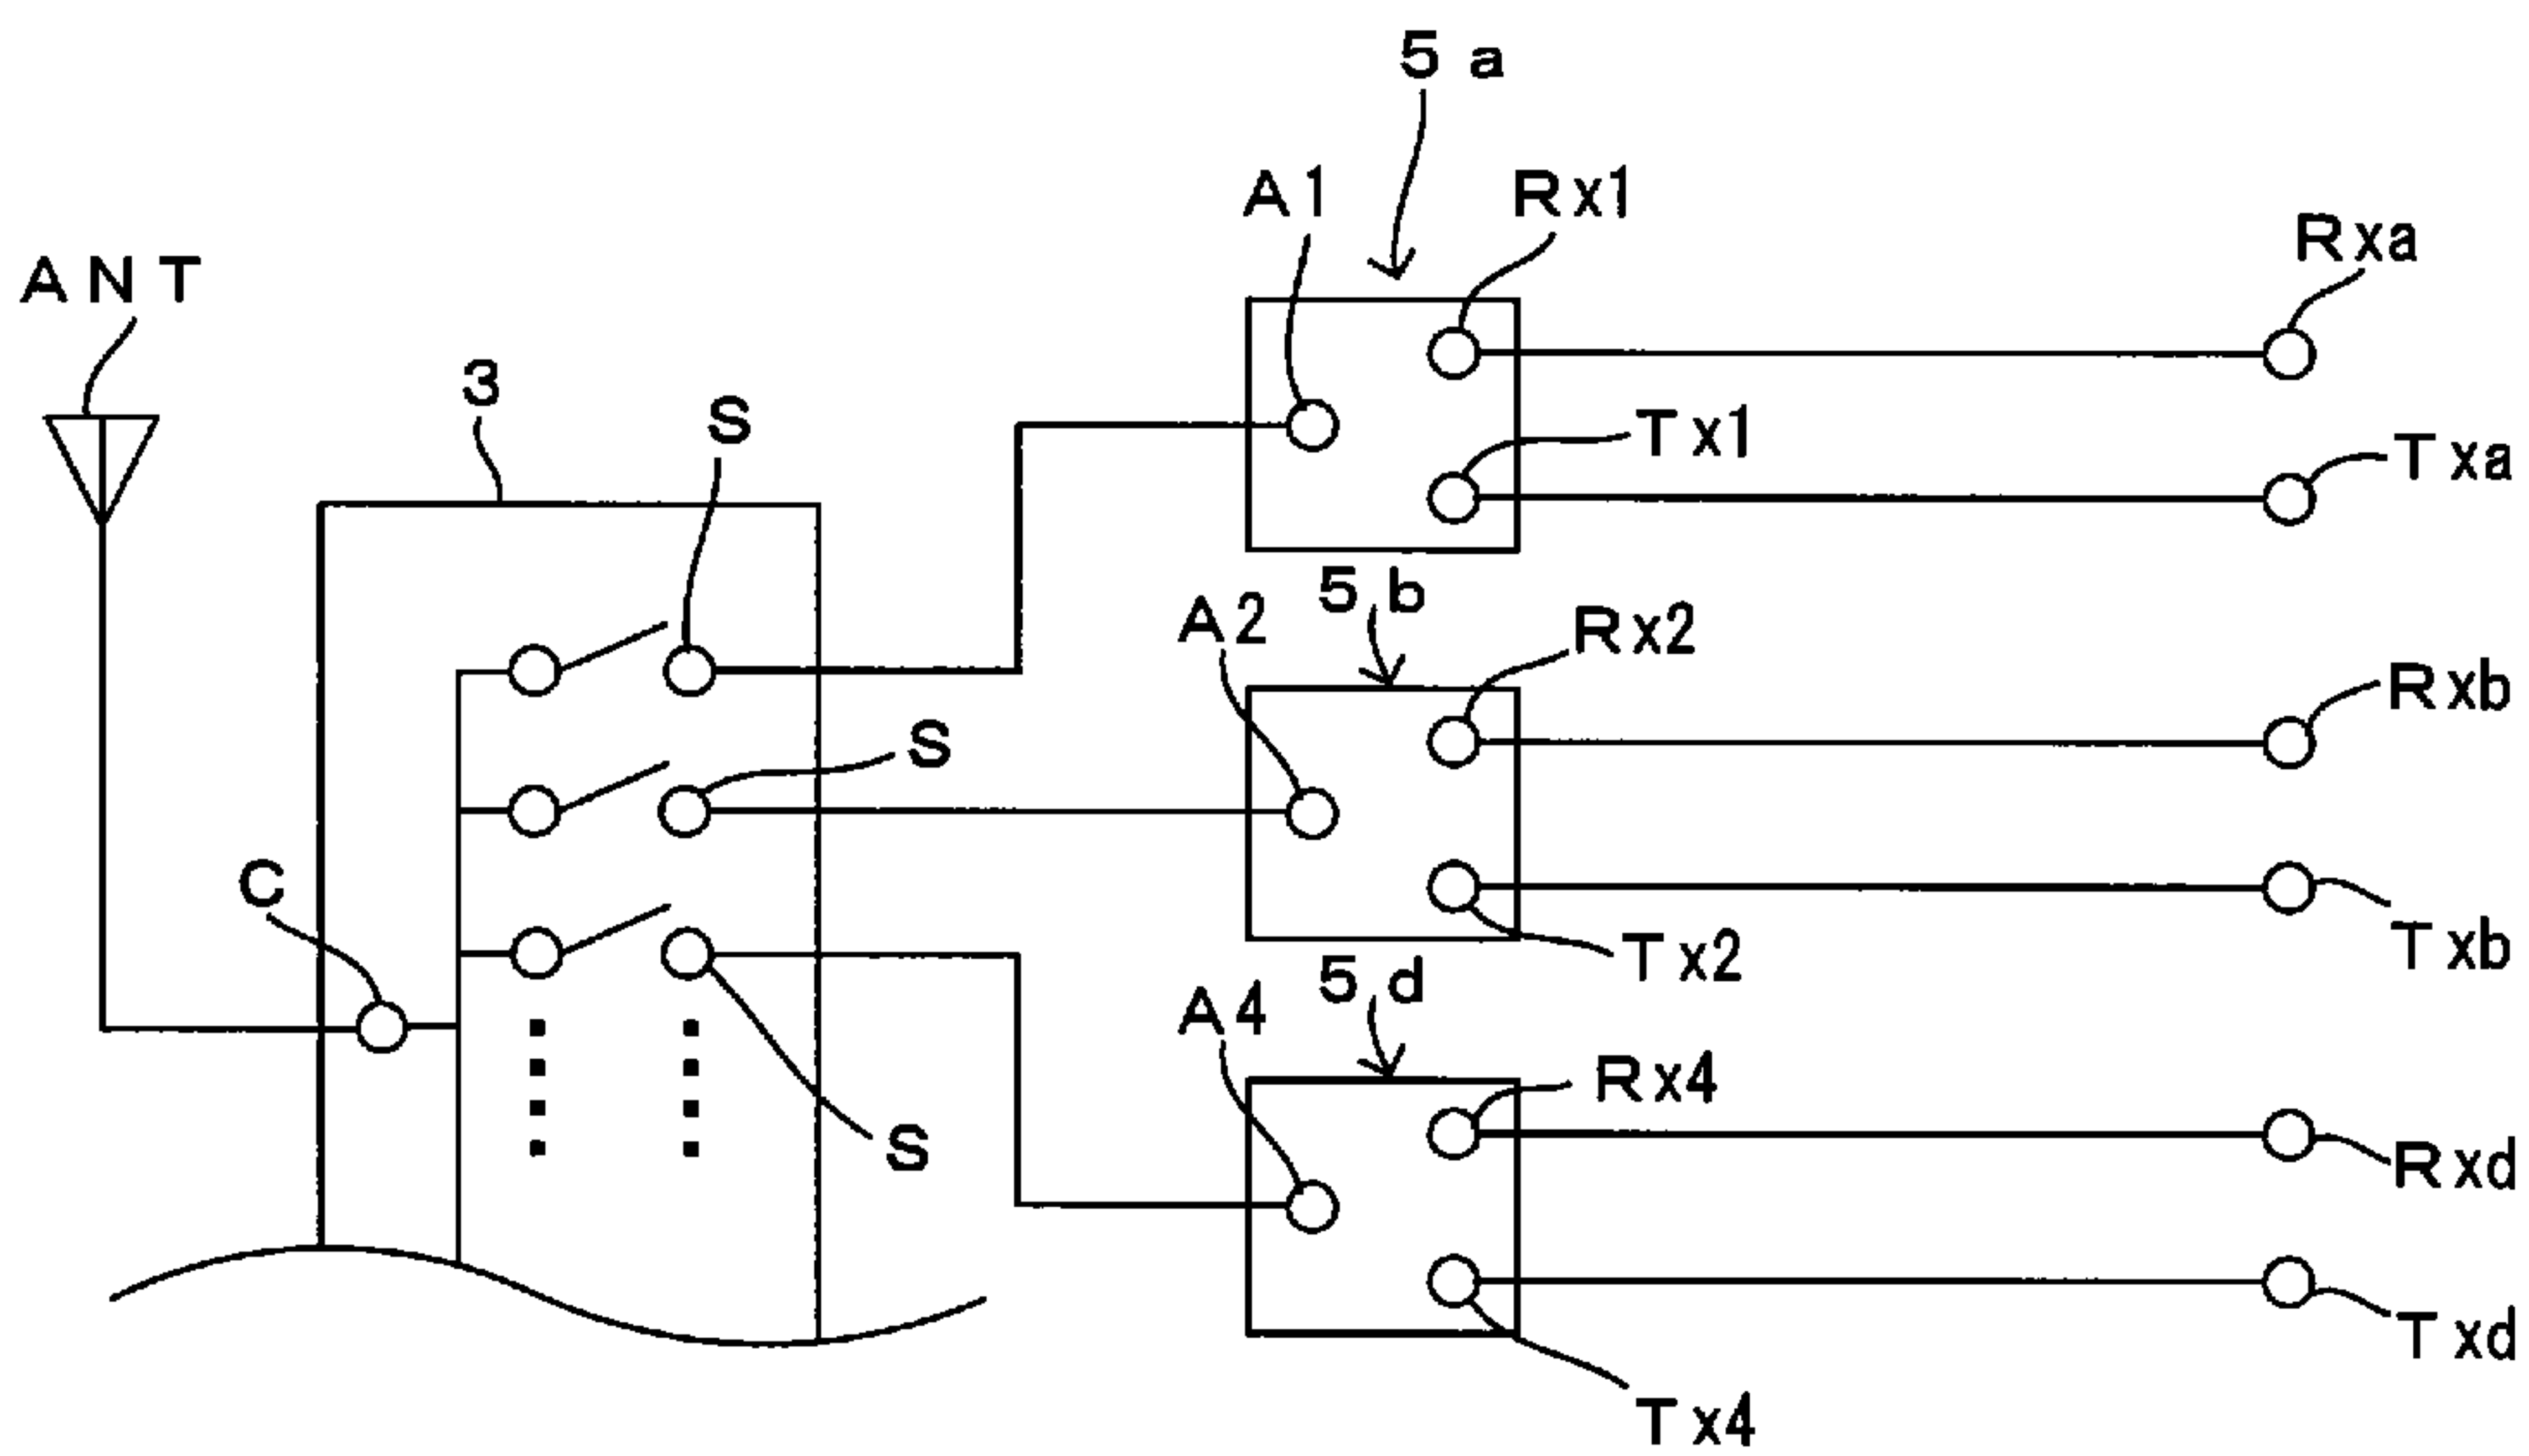 5a
A1
Rx1
Rxa
ANT
3
S
Tx1
Txa
5b
A2
Rx2
Rxb
S
C
Tx2
Txb
5d
A4
Rx4
S
Rxd
Txd
Tx4